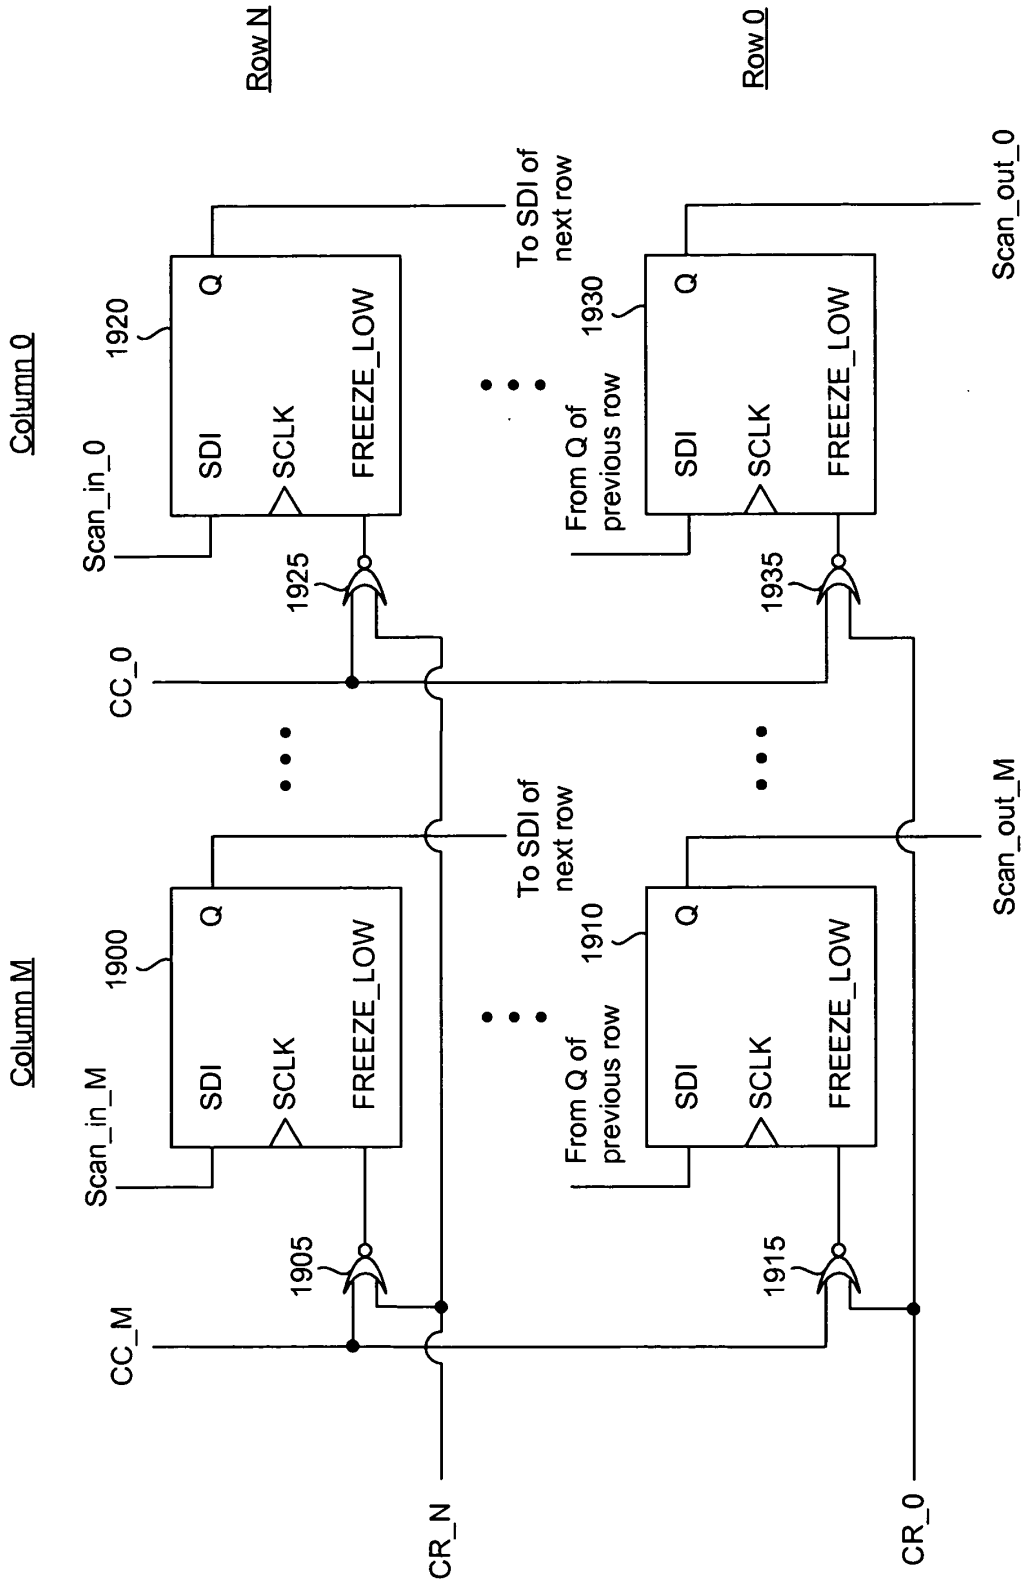 Column M
Column 0
Scan_in_M
Scan_in_0
CC_M
CC_0
Row N
1900
SDI
Q
SCLK
FREEZE_LOW
1905
1920
SDI
Q
SCLK
FREEZE_LOW
1925
CR_N
To SDI of
next row
To SDI of
next row
From Q of
previous row
From Q of
previous row
Row 0
1910
SDI
Q
SCLK
FREEZE_LOW
1915
1930
SDI
Q
SCLK
FREEZE_LOW
1935
CR_0
Scan_out_M
Scan_out_0